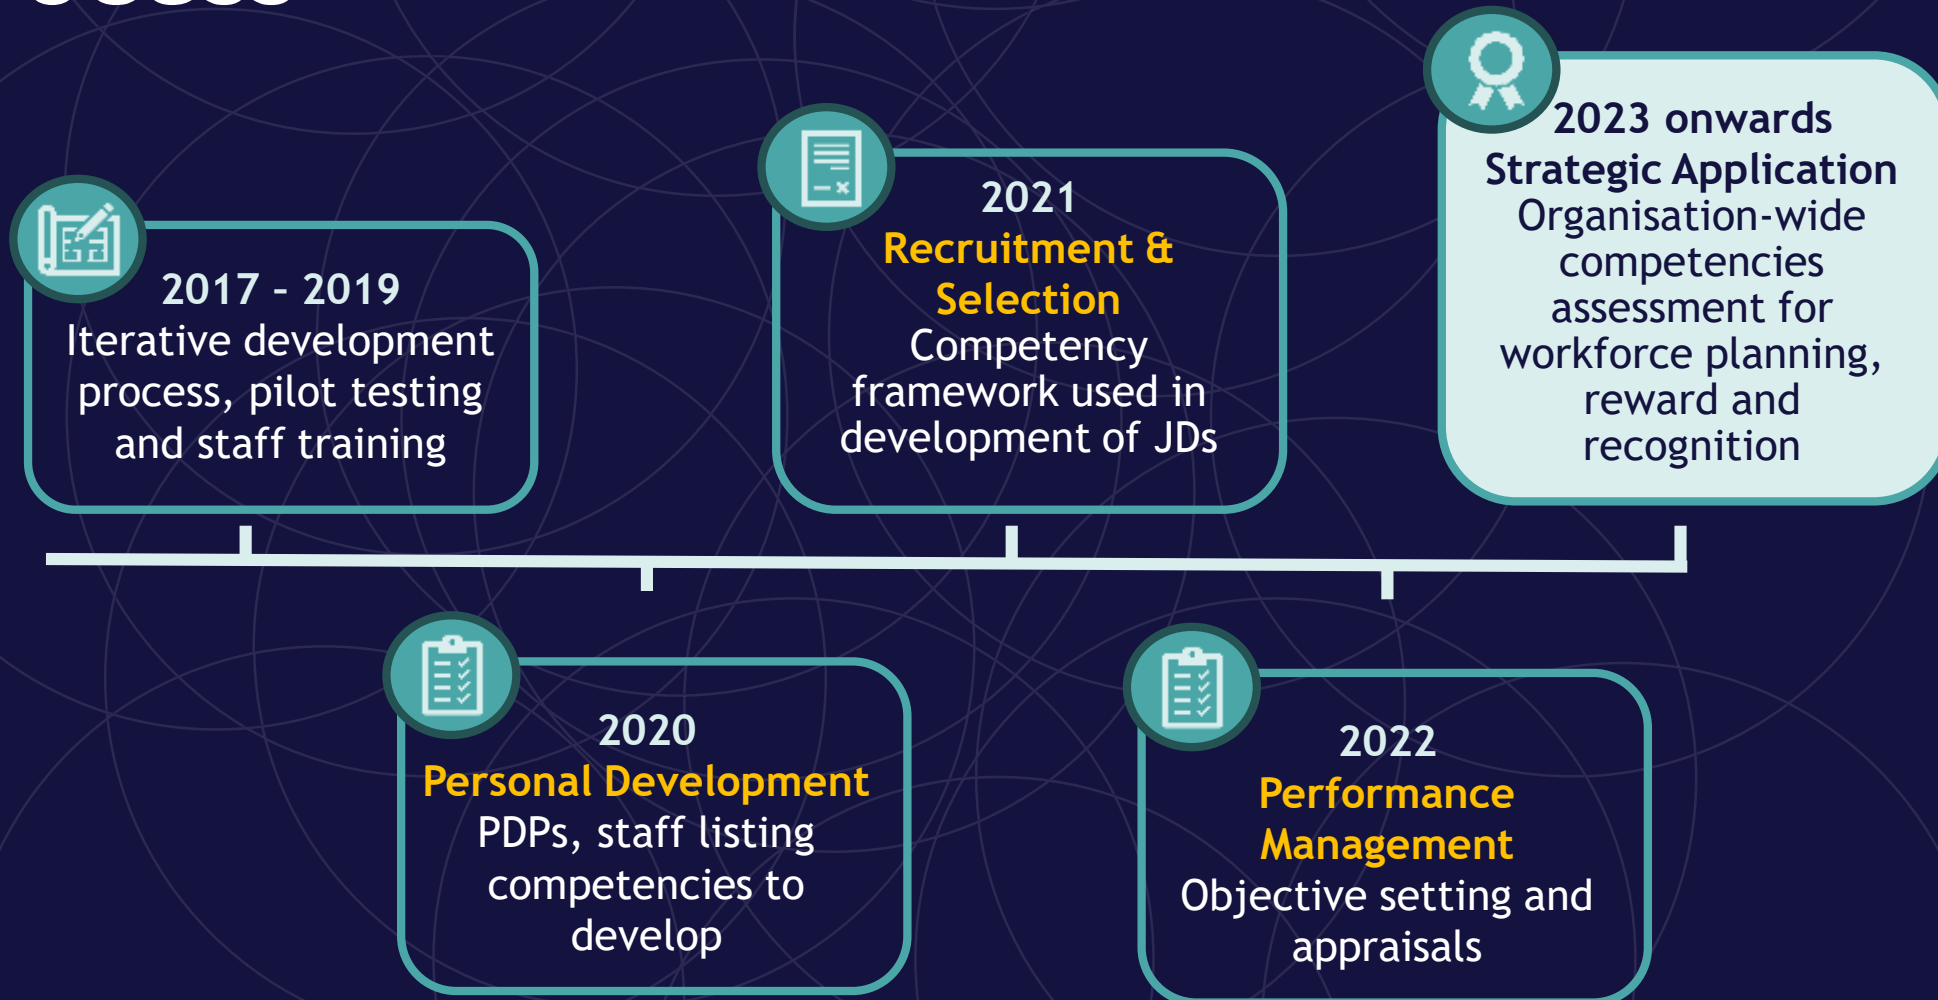 2017 – 2019
Iterative development
process, pilot testing
and staff training
2020
Personal Development
PDPs, staff listing
competencies to
develop
2021
Recruitment &
Selection
Competency
framework used in
development of JDs
2022
Performance
Management
Objective setting and
appraisals
2023 onwards
Strategic Application
Organisation-wide
competencies
assessment for
workforce planning,
reward and
recognition